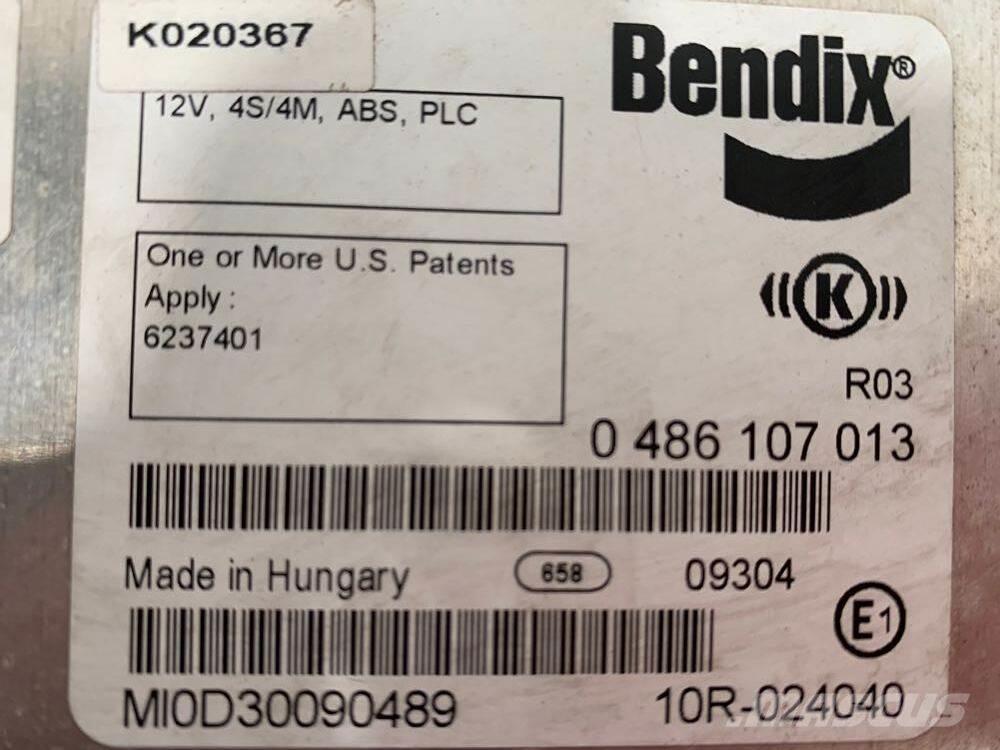 K020367
Bendix®
12V, 4S/4M, ABS, PLC
One or More U.S. Patents
Apply :
6237401
K
R03
0 486 107 013
Made in Hungary
658
09304
E1
MI0D30090489
10R-024040